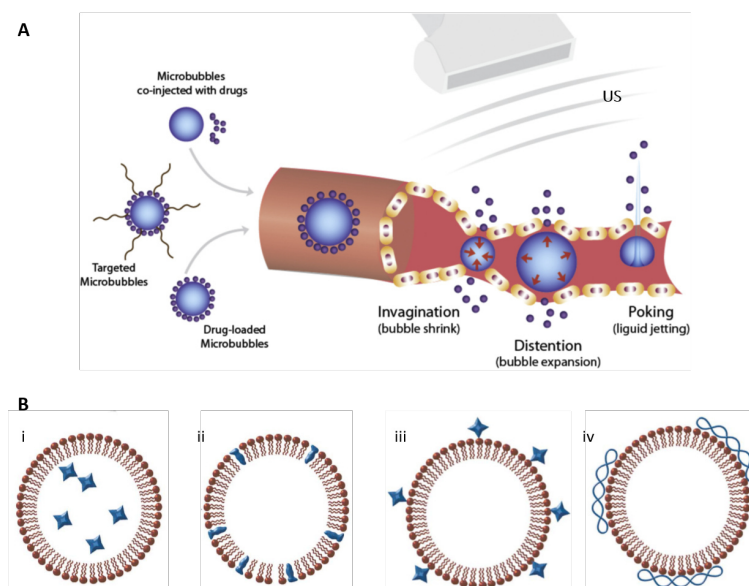 A
Microbubbles
co-injected with drugs
US
Targeted
Microbubbles
Drug-loaded
Microbubbles
Invagination
(bubble shrink)
Distention
(bubble expansion)
Poking
(liguid jetting)
B
i
ii
iii
iv